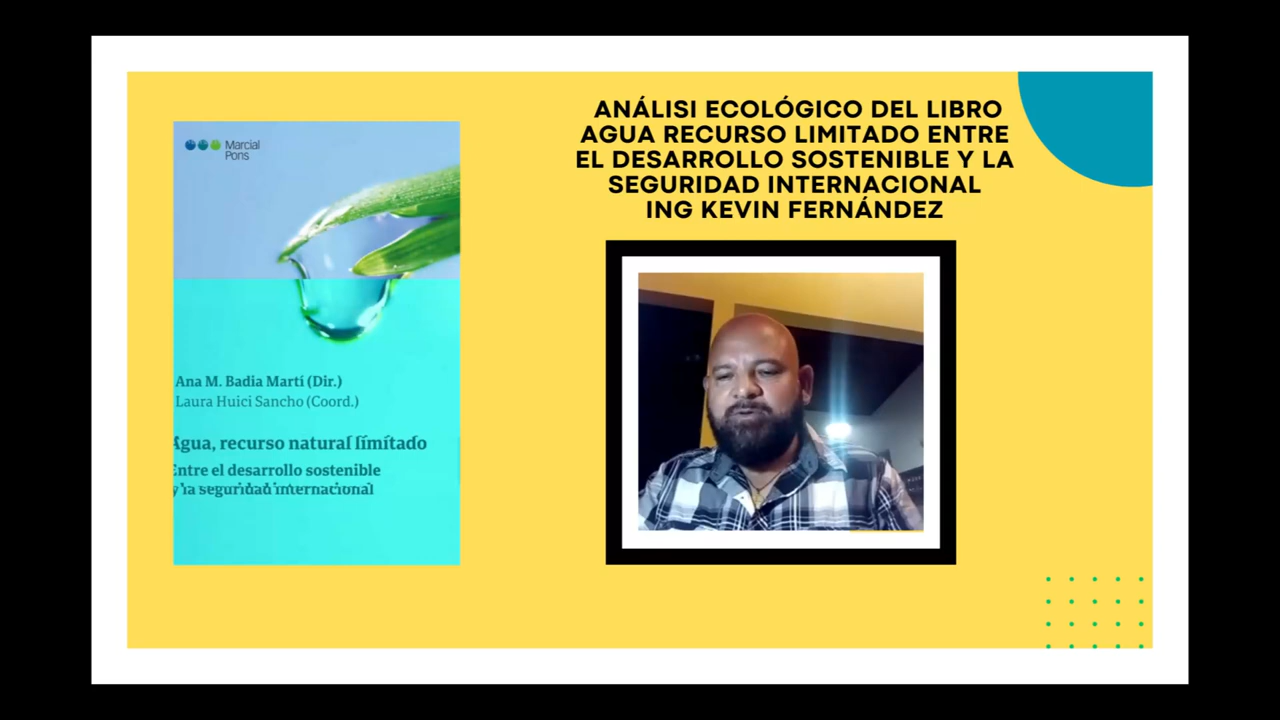 Marcial
Pons
Ana M. Badia Martí (Dir.)
Laura Huici Sancho (Coord.)
Agua, recurso natural limitado
Entre el desarrollo sostenible
y la seguridad internacional
ANÁLISI ECOLÓGICO DEL LIBRO
AGUA RECURSO LIMITADO ENTRE
EL DESARROLLO SOSTENIBLE Y LA
SEGURIDAD INTERNACIONAL
ING KEVIN FERNÁNDEZ